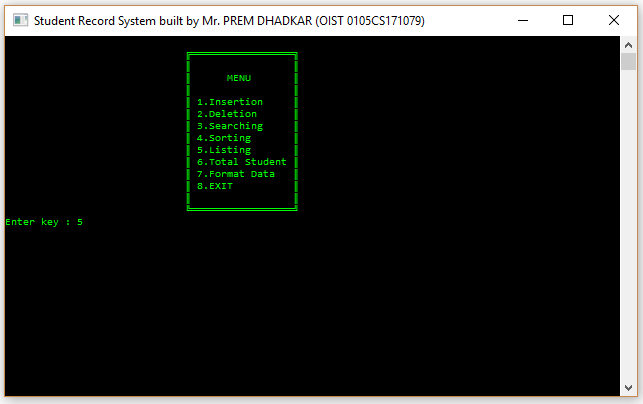 Student Record System built by Mr. PREM DHADKAR (OIST 0105CS171079)
MENU
1.Insertion
2.Deletion
3.Searching
4.Sorting
5.Listing
6.Total Student
7.Format Data
8.EXIT
Enter key : 5